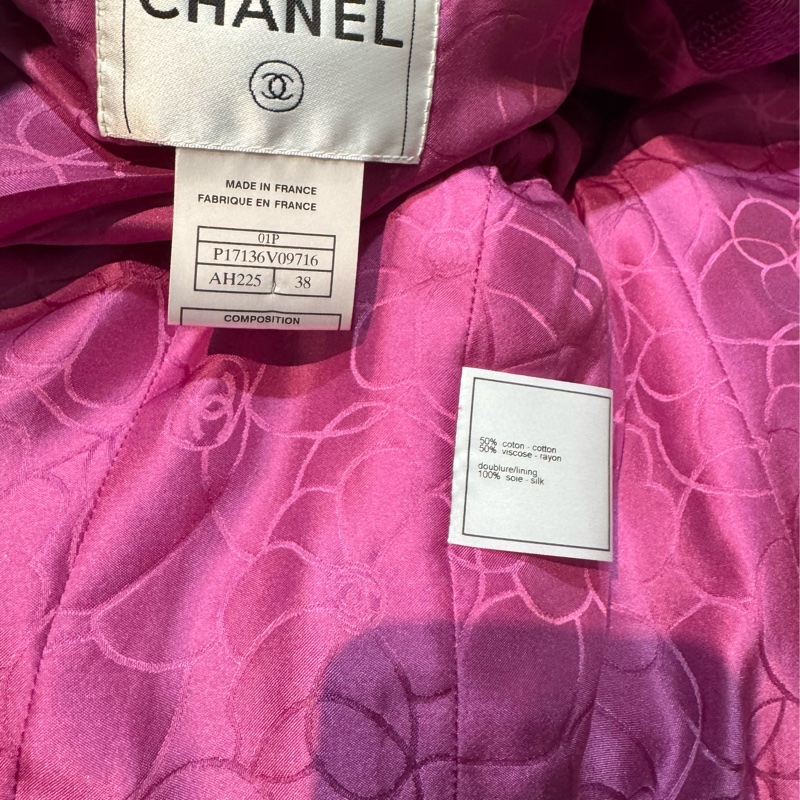 CHANEL
MADE IN FRANCE
FABRIQUE EN FRANCE
01P
P17136V09716
AH225 38
COMPOSITION
50% coton - cotton
50% viscose - rayon
doublure/lining
100% soie - silk